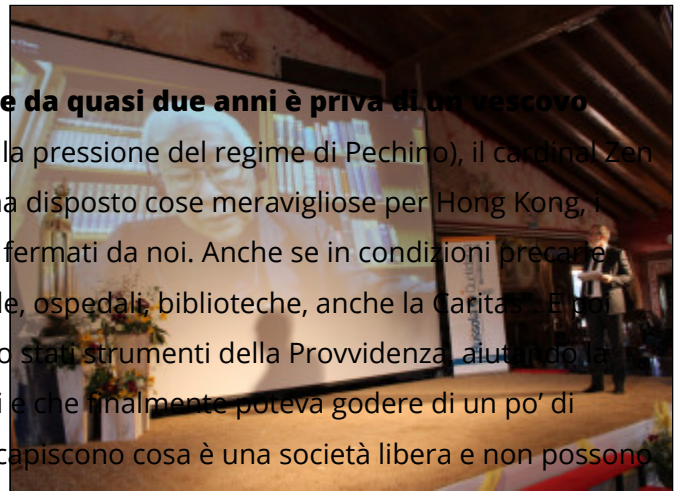 e da quasi due anni è priva di un vescovo
la pressione del regime di Pechino), il cardinal Zen
a disposto cose meravigliose per Hong Kong, i
fermati da noi. Anche se in condizioni precarie
le, ospedali, biblioteche, anche la Caritas". E poi
o stati strumenti della Provvidenza, aiutando la
i e che finalmente poteva godere di un po' di
capiscono cosa è una società libera e non possono